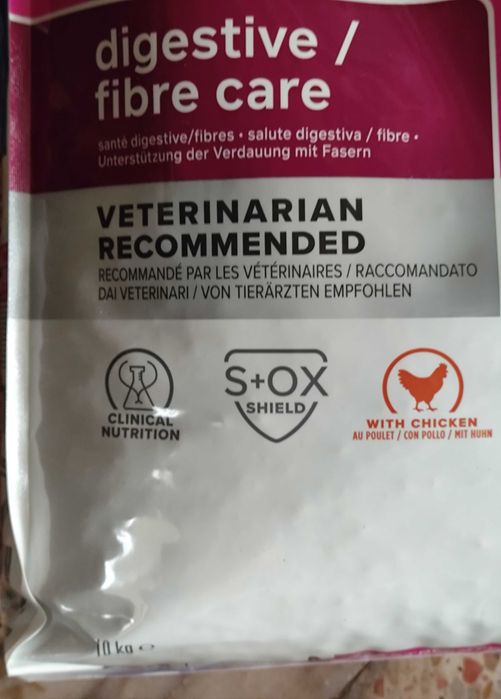 digestive /
fibre care
santé digestive/fibres • salute digestiva / fibre •
Unterstützung der Verdauung mit Fasern
VETERINARIAN
RECOMMENDED
RECOMMANDÉ PAR LES VÉTÉRINAIRES / RACCOMANDATO
DAI VETERINARI / VON TIERÄRZTEN EMPFOHLEN
CLINICAL
NUTRITION
S+OX
SHIELD
WITH CHICKEN
AU POULET / CON POLLO / MIT HUHN
10 kg e